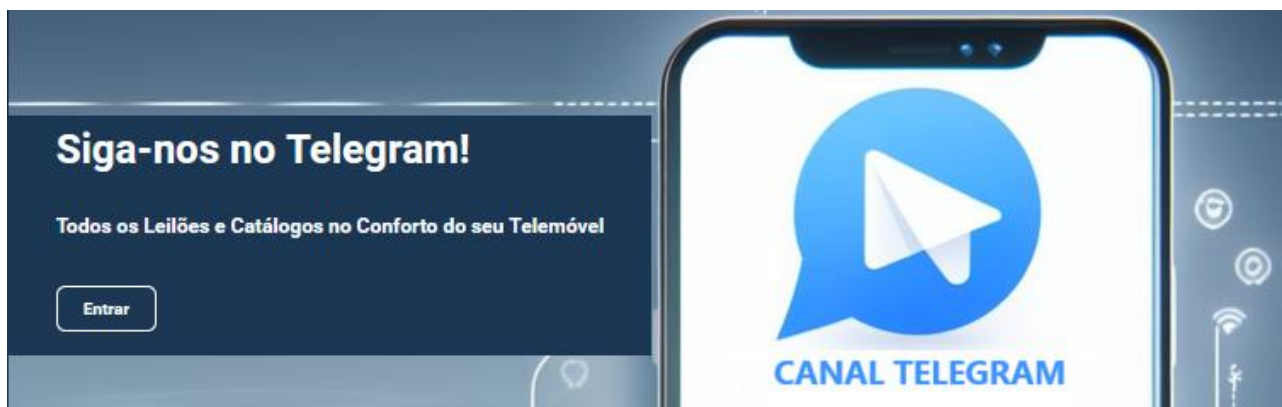 Siga-nos no Telegram!
Todos os Leilões e Catálogos no Conforto do seu Telemóvel
Entrar
CANAL TELEGRAM